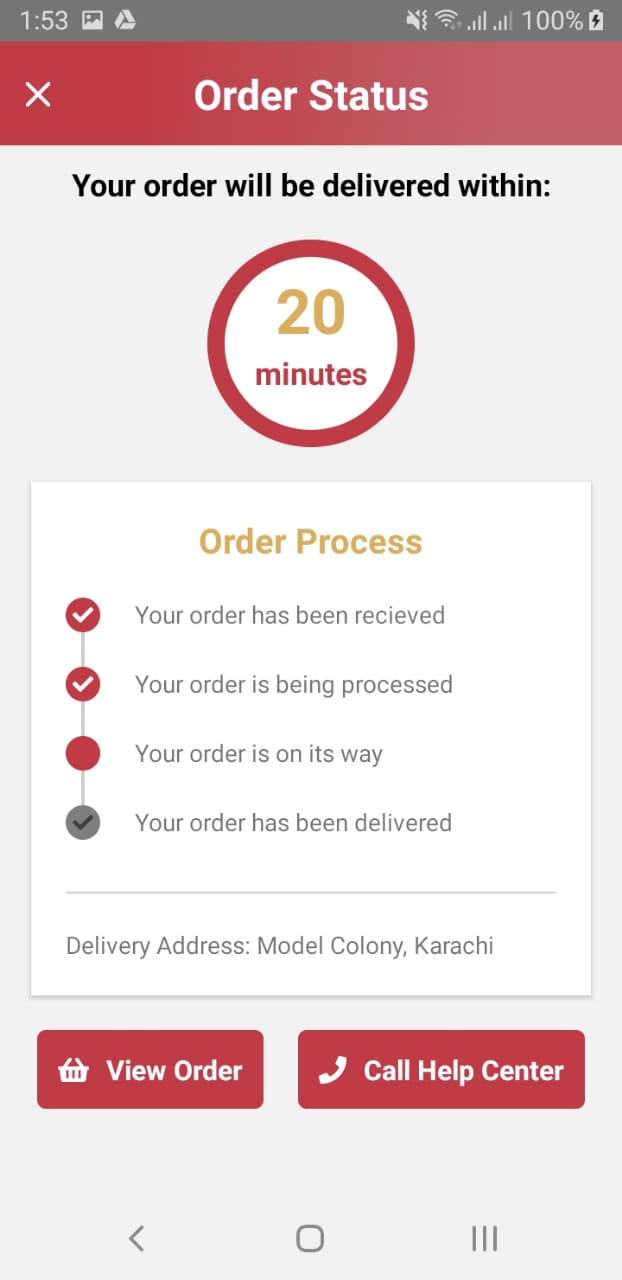 1:53 100%
Order Status
Your order will be delivered within:
20
minutes
Order Process
Your order has been recieved
Your order is being processed
Your order is on its way
Your order has been delivered
Delivery Address: Model Colony, Karachi
View Order Call Help Center